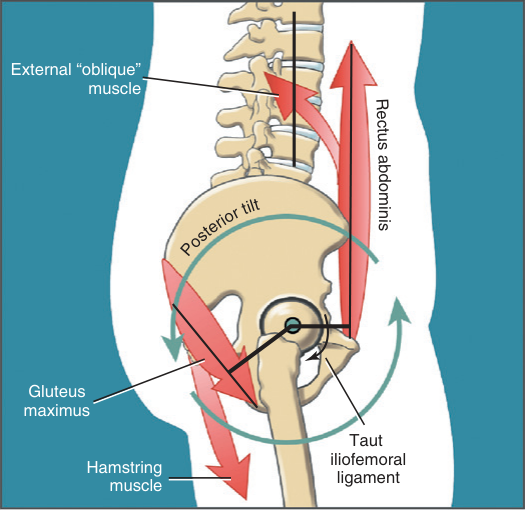 External “oblique”
muscle
Rectus abdominis
Posterior tilt
Gluteus
maximus
Taut
iliofemoral
ligament
Hamstring
muscle